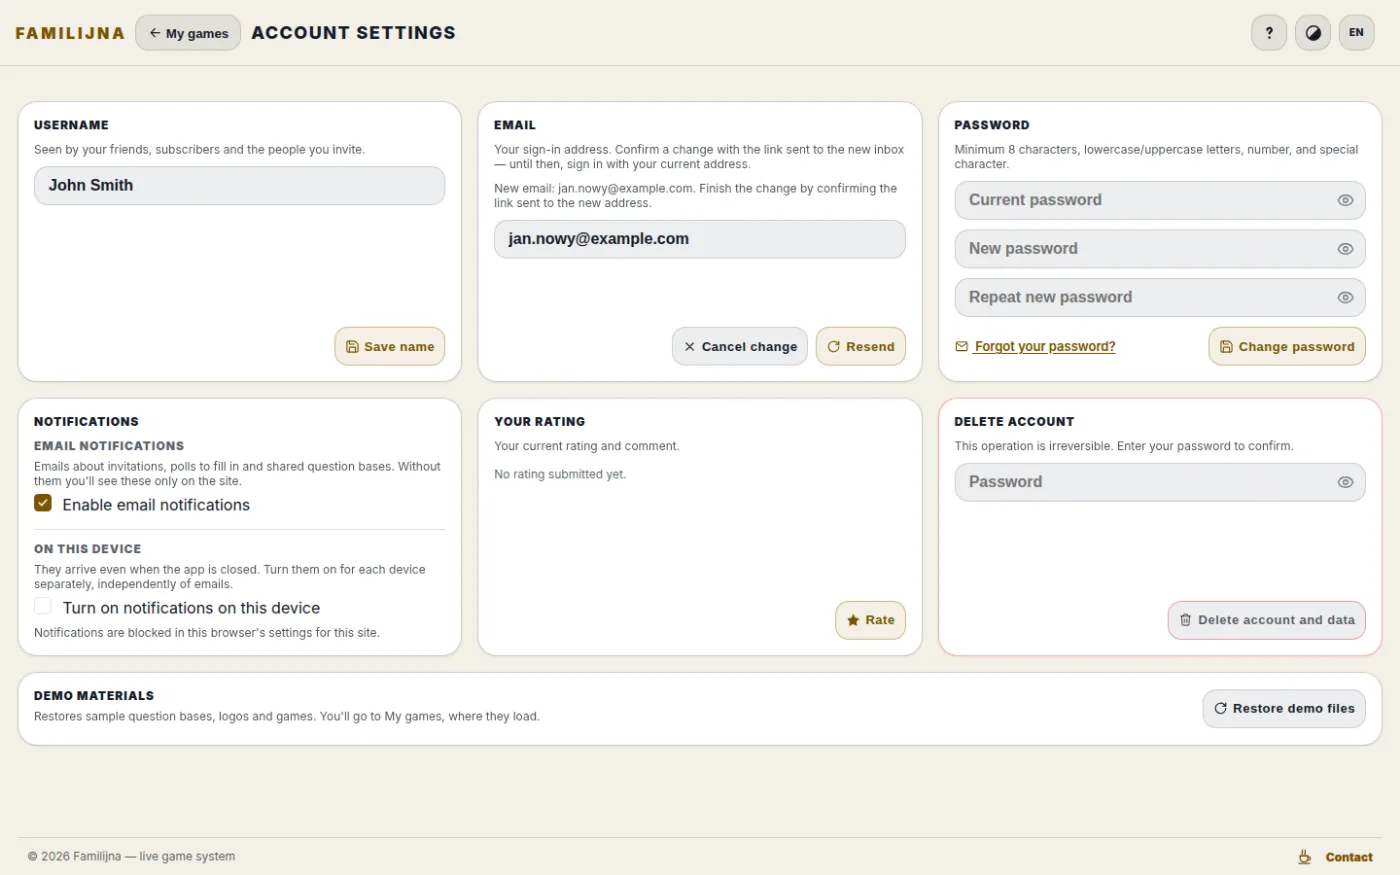 FAMILIJNA
My games
ACCOUNT SETTINGS
?
EN
USERNAME
Seen by your friends, subscribers and the people you invite.
John Smith
Save name
EMAIL
Your sign-in address. Confirm a change with the link sent to the new inbox
— until then, sign in with your current address.
New email: jan.nowy@example.com. Finish the change by confirming the
link sent to the new address.
jan.nowy@example.com
Cancel change
Resend
PASSWORD
Minimum 8 characters, lowercase/uppercase letters, number, and special
character.
Current password
New password
Repeat new password
Forgot your password?
Change password
NOTIFICATIONS
EMAIL NOTIFICATIONS
Emails about invitations, polls to fill in and shared question bases. Without
them you'll see these only on the site.
Enable email notifications
ON THIS DEVICE
They arrive even when the app is closed. Turn them on for each device
separately, independently of emails.
Turn on notifications on this device
Notifications are blocked in this browser's settings for this site.
YOUR RATING
Your current rating and comment.
No rating submitted yet.
Rate
DELETE ACCOUNT
This operation is irreversible. Enter your password to confirm.
Password
Delete account and data
DEMO MATERIALS
Restores sample question bases, logos and games. You'll go to My games, where they load.
Restore demo files
© 2026 Familijna — live game system
Contact